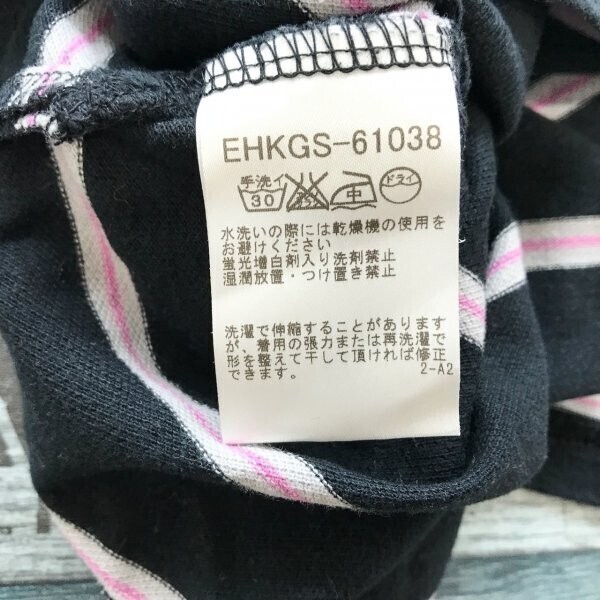 EHKGS-61038
手洗イ 30 中 ドライ
水洗いの際には乾燥機の使用を
お避けください
蛍光増白剤入り洗剤禁止
湿潤放置・つけ置き禁止
洗濯で伸縮することがあります
が、着用の張力または再洗濯で
形を整えて干して頂ければ修正
できます。 2-A2